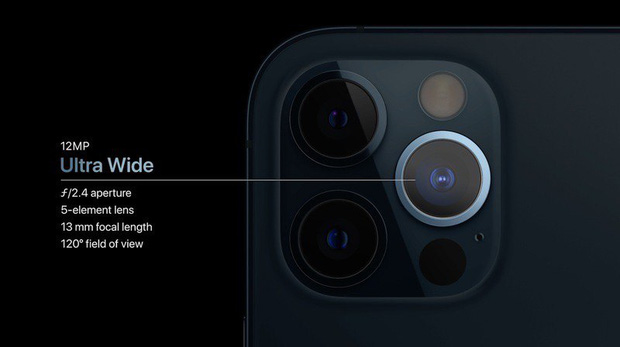 12MP
Ultra Wide
ƒ/2.4 aperture
5-element lens
13 mm focal length
120° field of view